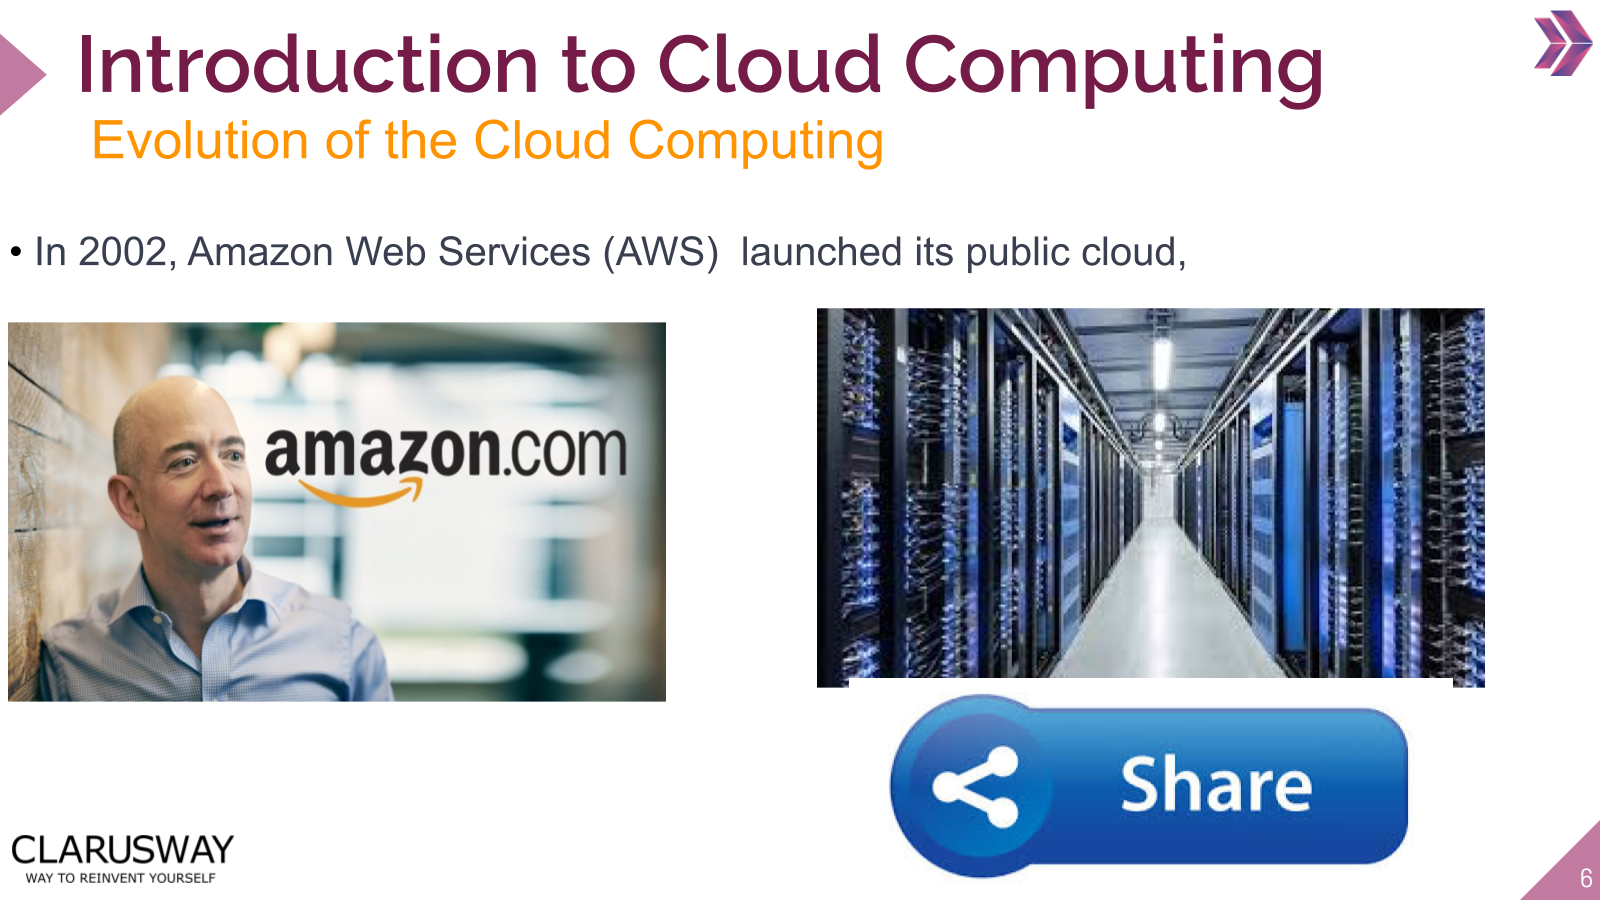 Introduction to Cloud Computing
Evolution of the Cloud Computing
• In 2002, Amazon Web Services (AWS)  launched its public cloud,
amazon.com
Share
CLARUSWAY
WAY TO REINVENT YOURSELF
6